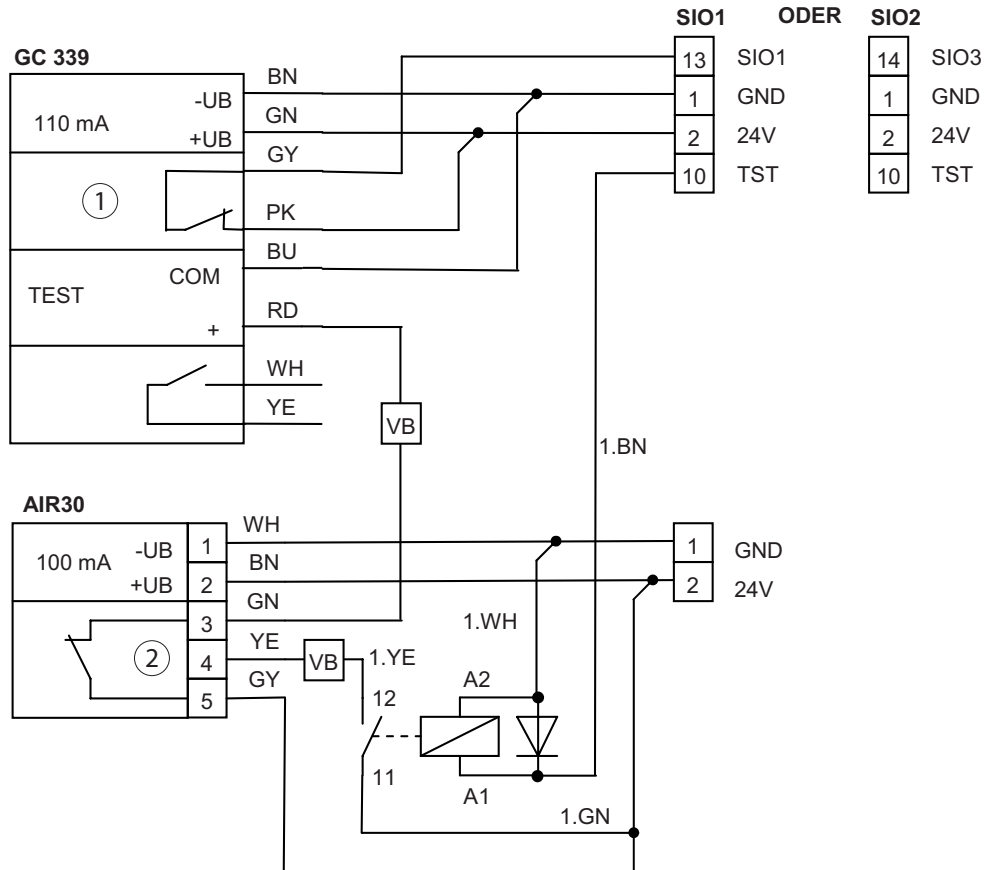 SIO1 ODER SIO2
13 SIO1 14 SIO3
1 GND 1 GND
2 24V 2 24V
10 TST 10 TST
GC 339
110 mA
-UB BN
+UB GN
GY
1
PK
BU
TEST COM
+ RD
WH
YE
VB
1.BN
AIR30
100 mA
-UB 1 WH
+UB 2 BN
3 GN
4 YE VB 1.YE
2
5 GY
1 GND
2 24V
1.WH
12 A2
11 A1
1.GN